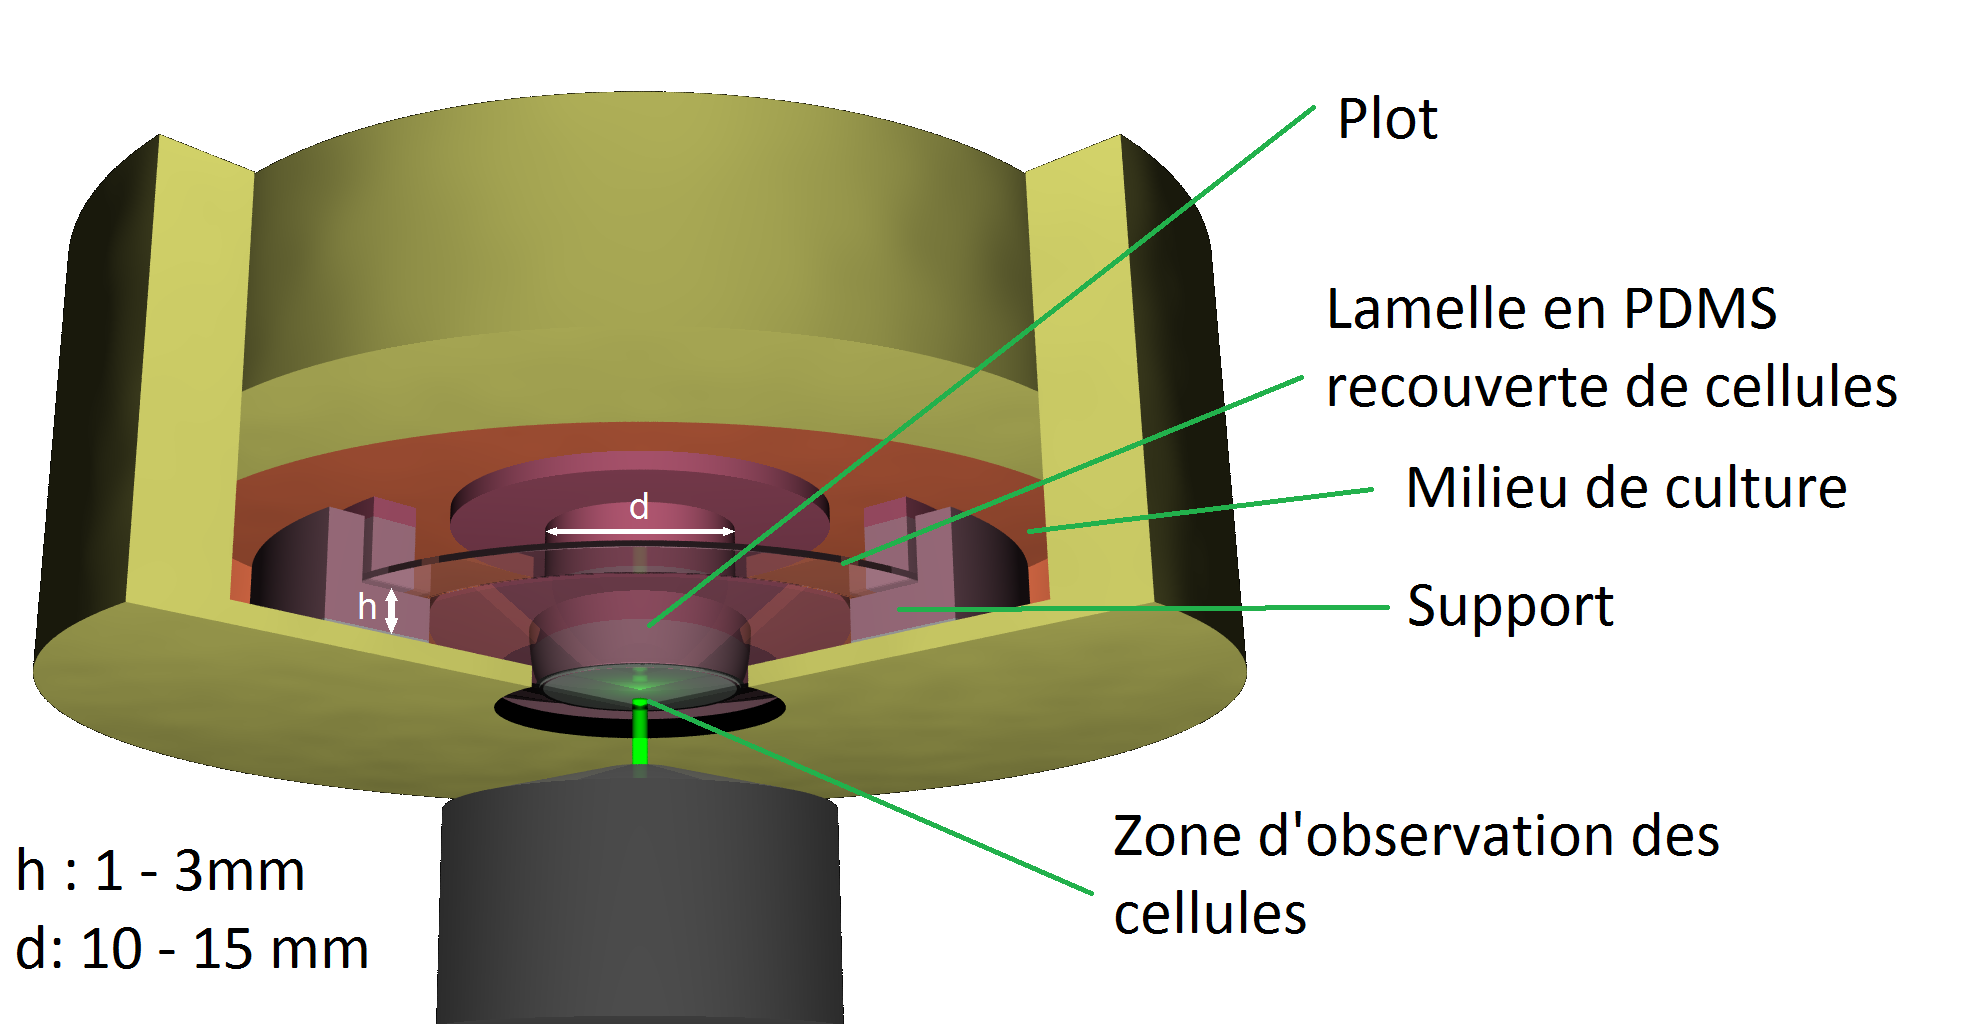 Plot
Lamelle en PDMS
recouverte de cellules
Milieu de culture
d
h
Support
Zone d'observation des
cellules
h : 1 - 3mm
d: 10 - 15 mm